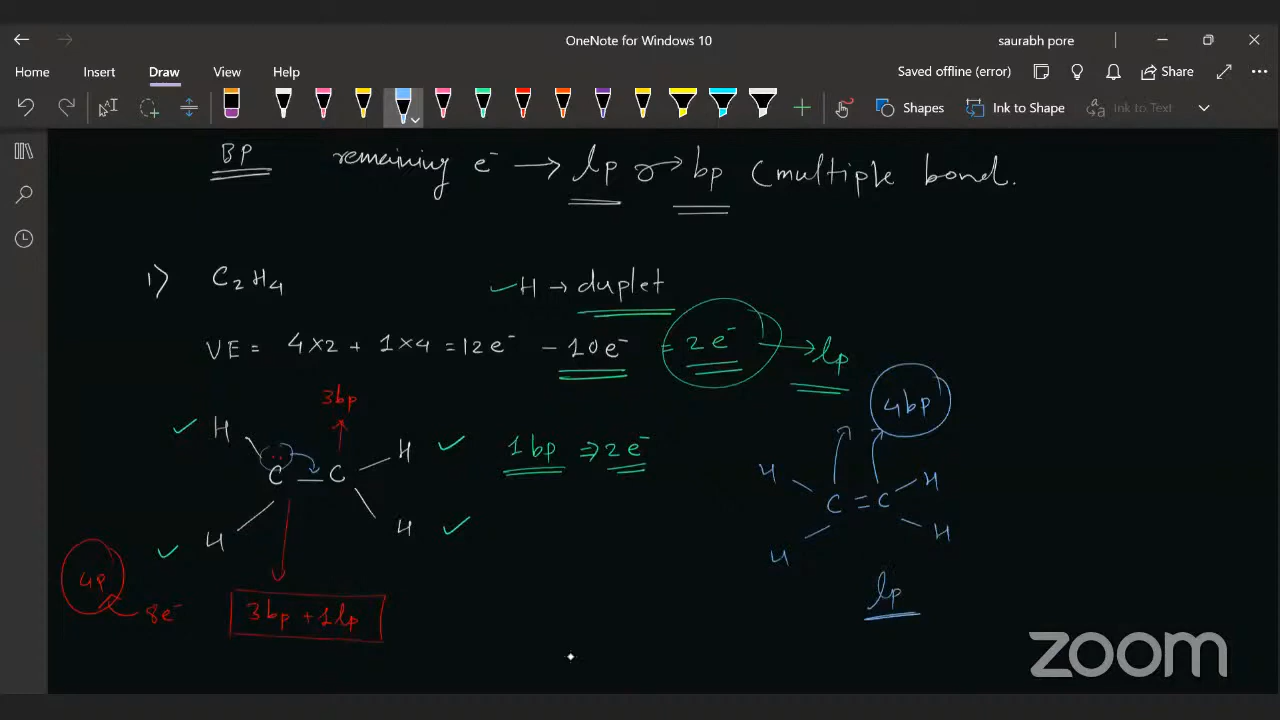 OneNote for Windows 10
saurabh pore
Home Insert Draw View Help
Saved offline (error)
Share
Shapes
Ink to Shape
Ink to Text
BP remaining e⁻ → lp or → bp (multiple bond.
1) C₂H₄
✓ H → duplet
VE = 4×2 + 1×4 = 12e⁻ - 10e⁻ = 2e⁻ → lp
3bp
4bp
H
H
C – C
1bp ⇒ 2e⁻
H
H
H
H
C = C
H
H
4p
8e⁻
3bp + 1lp
lp
zoom